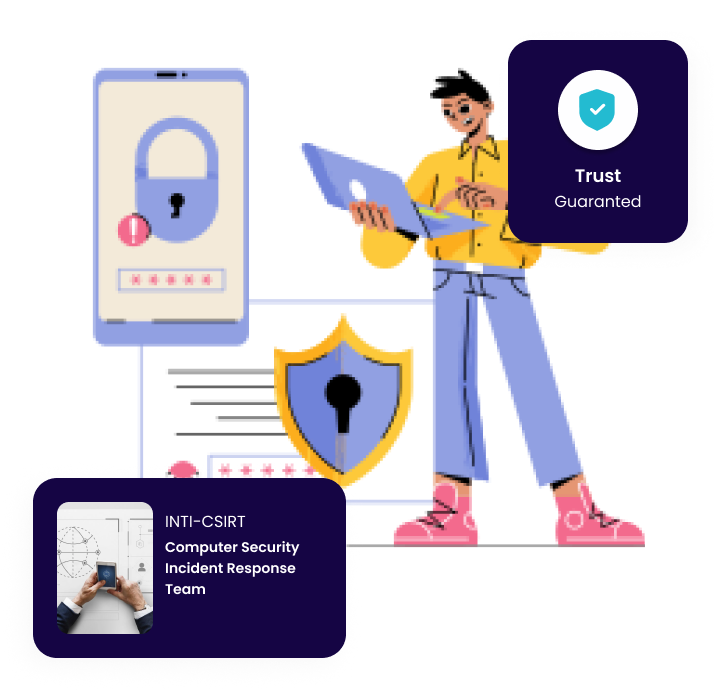 Trust
Guaranted
INTI-CSIRT
Computer Security
Incident Response
Team